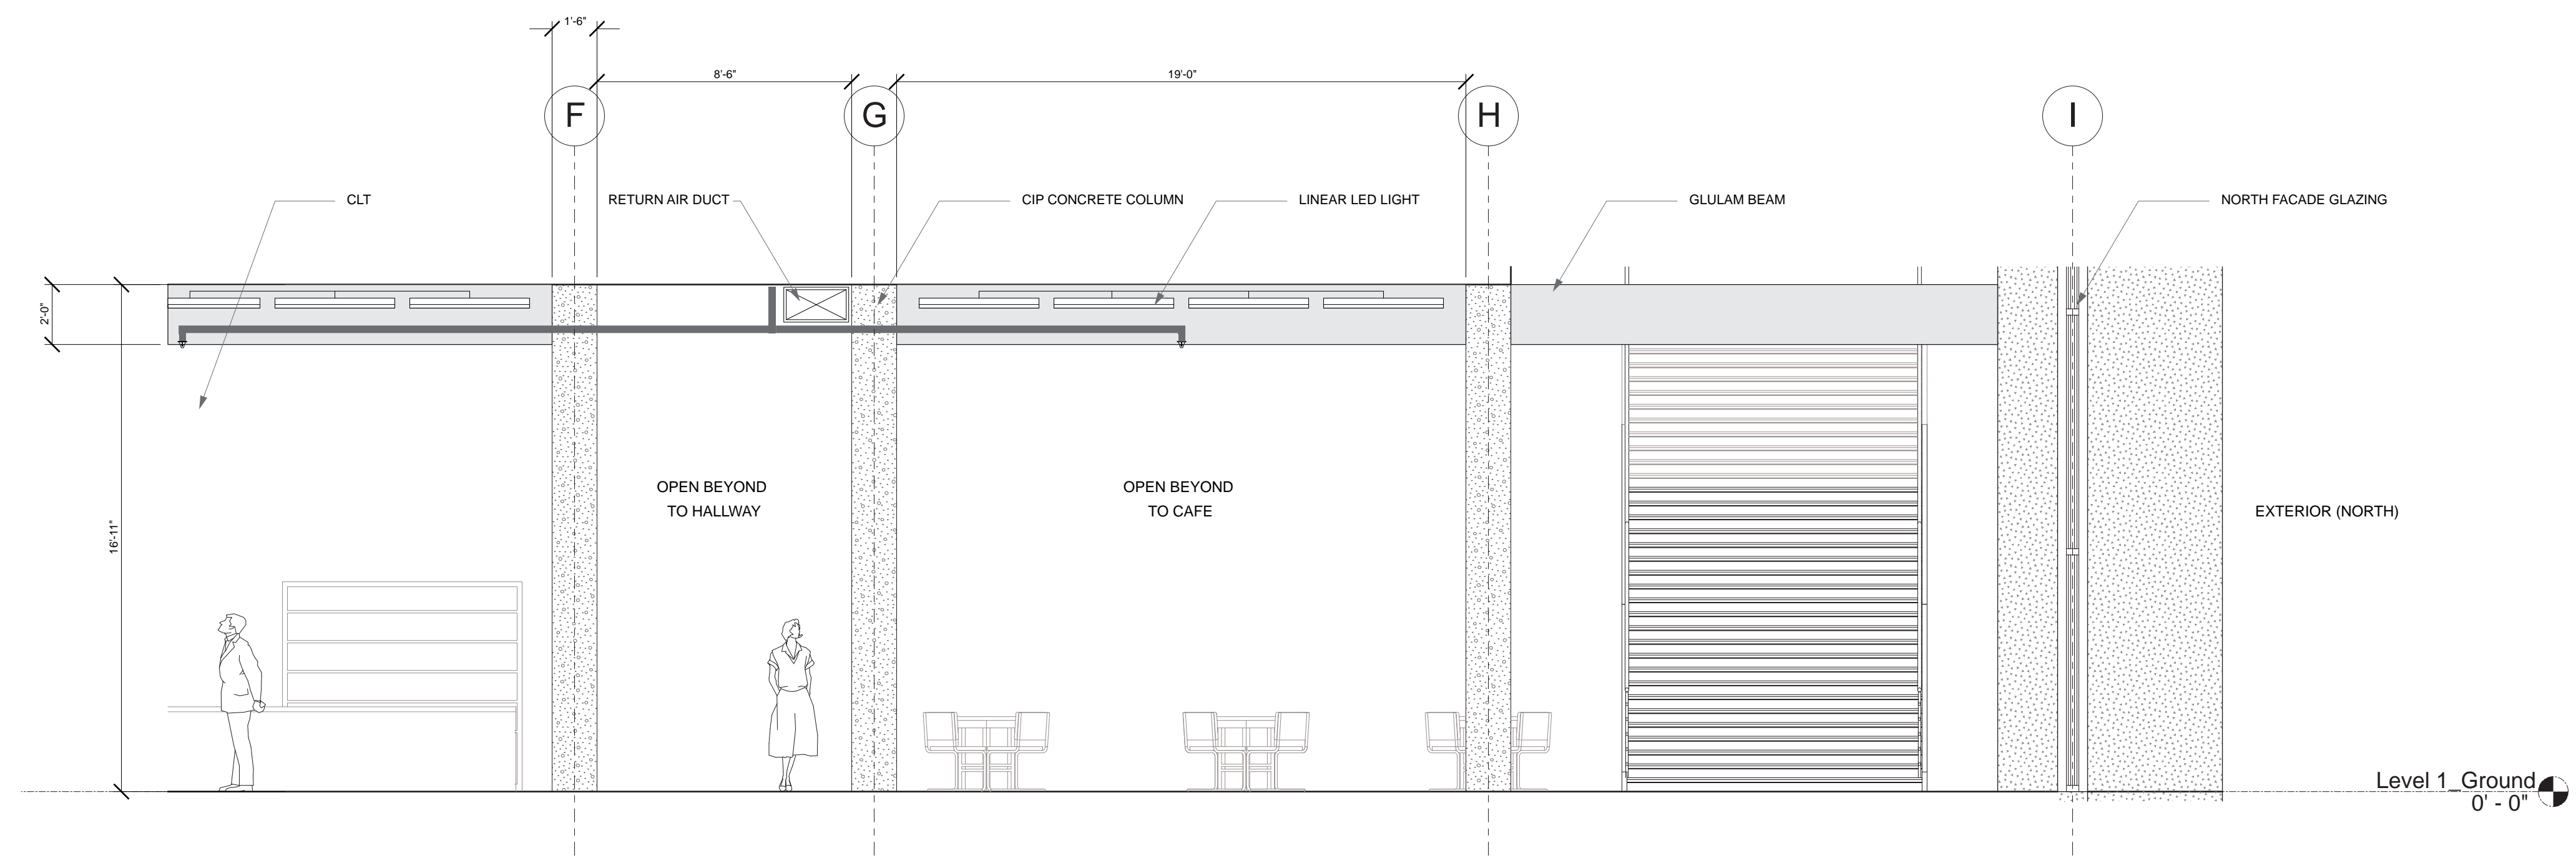 1'-6"
8'-6"
19'-0"
F
G
H
I
CLT
RETURN AIR DUCT
CIP CONCRETE COLUMN
LINEAR LED LIGHT
GLULAM BEAM
NORTH FACADE GLAZING
2'-0"
16'-11"
OPEN BEYOND
TO HALLWAY
OPEN BEYOND
TO CAFE
EXTERIOR (NORTH)
Level 1_Ground
0' - 0"